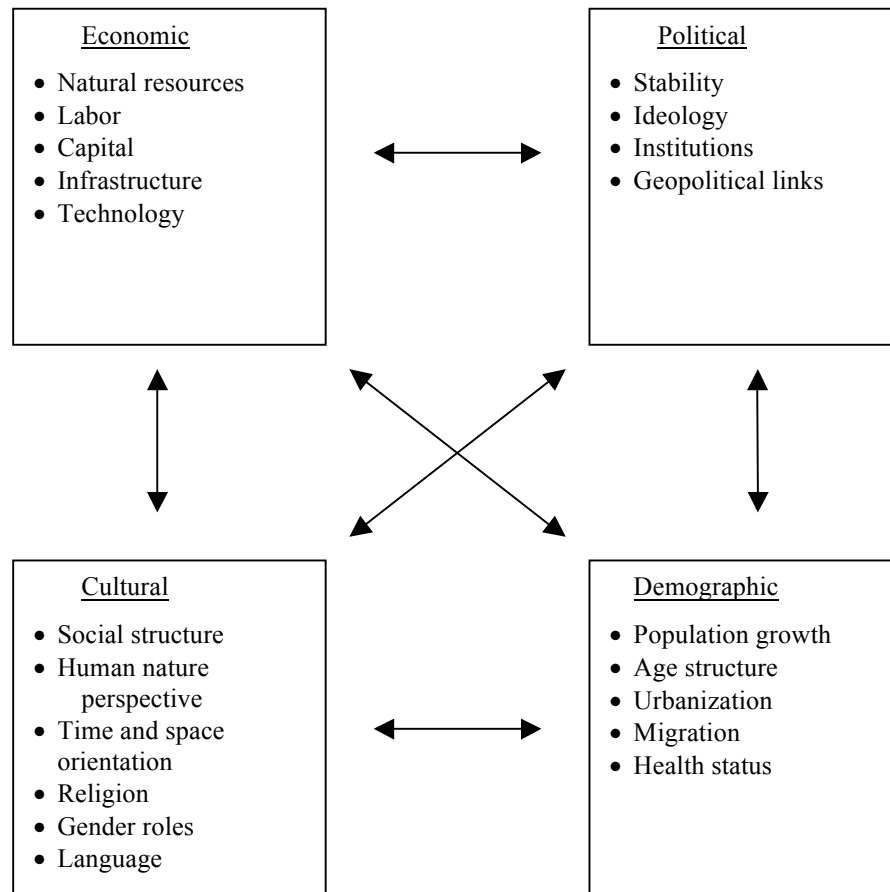 Economic
• Natural resources
• Labor
• Capital
• Infrastructure
• Technology
Political
• Stability
• Ideology
• Institutions
• Geopolitical links
Cultural
• Social structure
• Human nature
perspective
• Time and space
orientation
• Religion
• Gender roles
• Language
Demographic
• Population growth
• Age structure
• Urbanization
• Migration
• Health status